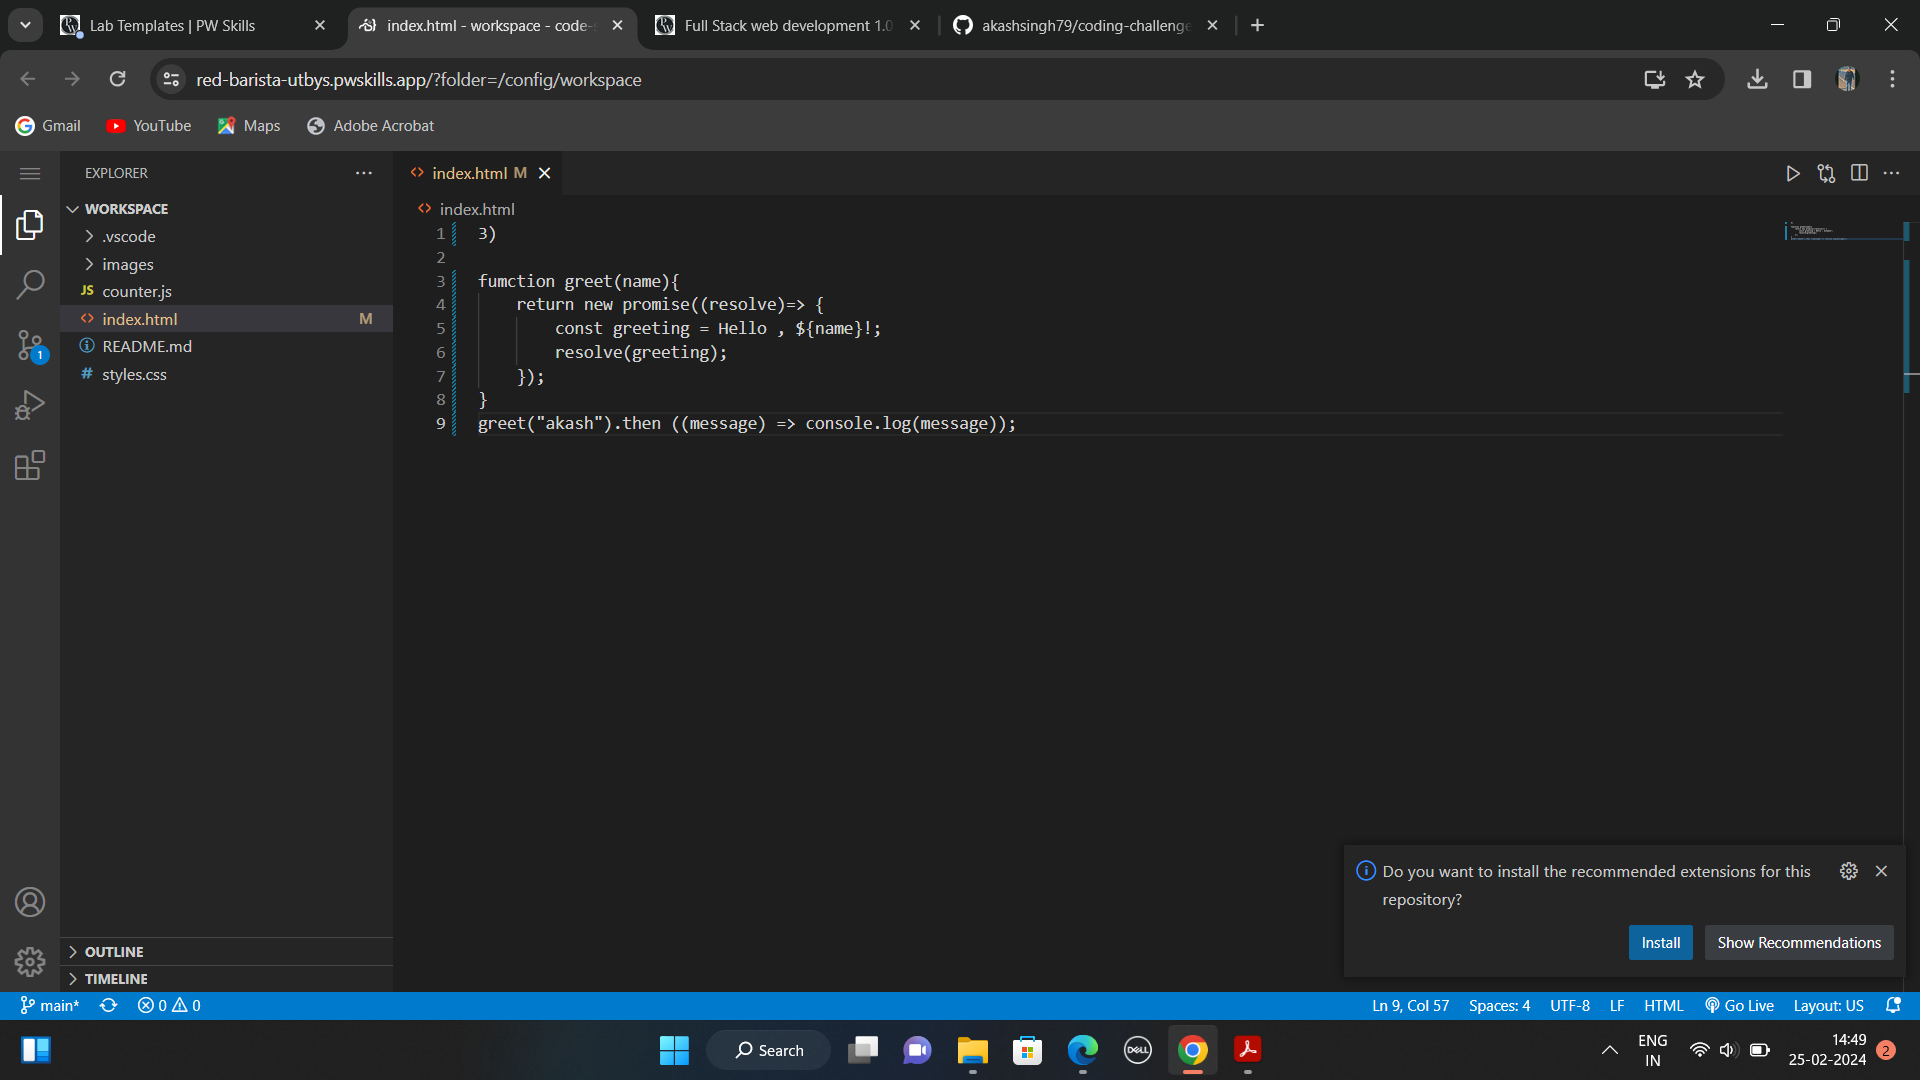 Lab Templates | PW Skills
index.html - workspace - code-
Full Stack web development 1.0
akashsingh79/coding-challenge
red-barista-utbys.pwskills.app/?folder=/config/workspace
Gmail
YouTube
Maps
Adobe Acrobat
EXPLORER
index.html M
WORKSPACE
.vscode
images
JS counter.js
index.html M
README.md
# styles.css
1
OUTLINE
TIMELINE
index.html
1 3)
2
3 fumction greet(name){
4 return new promise((resolve)=> {
5 const greeting = Hello , ${name}!;
6 resolve(greeting);
7 });
8 }
9 greet("akash").then ((message) => console.log(message));
Do you want to install the recommended extensions for this
repository?
Install
Show Recommendations
main* 0 0
Ln 9, Col 57 Spaces: 4 UTF-8 LF HTML Go Live Layout: US
Search
DELL
ENG
IN
14:49
25-02-2024
2